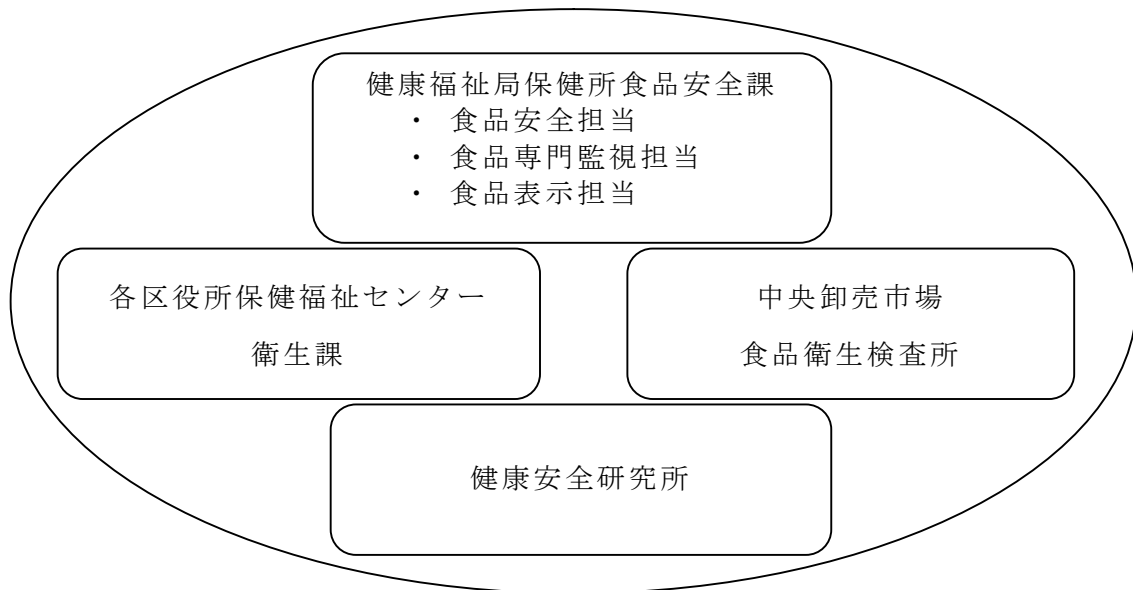 健康福祉局保健所食品安全課
・ 食品安全担当
・ 食品専門監視担当
・ 食品表示担当
各区役所保健福祉センター
衛生課
中央卸売市場
食品衛生検査所
健康安全研究所